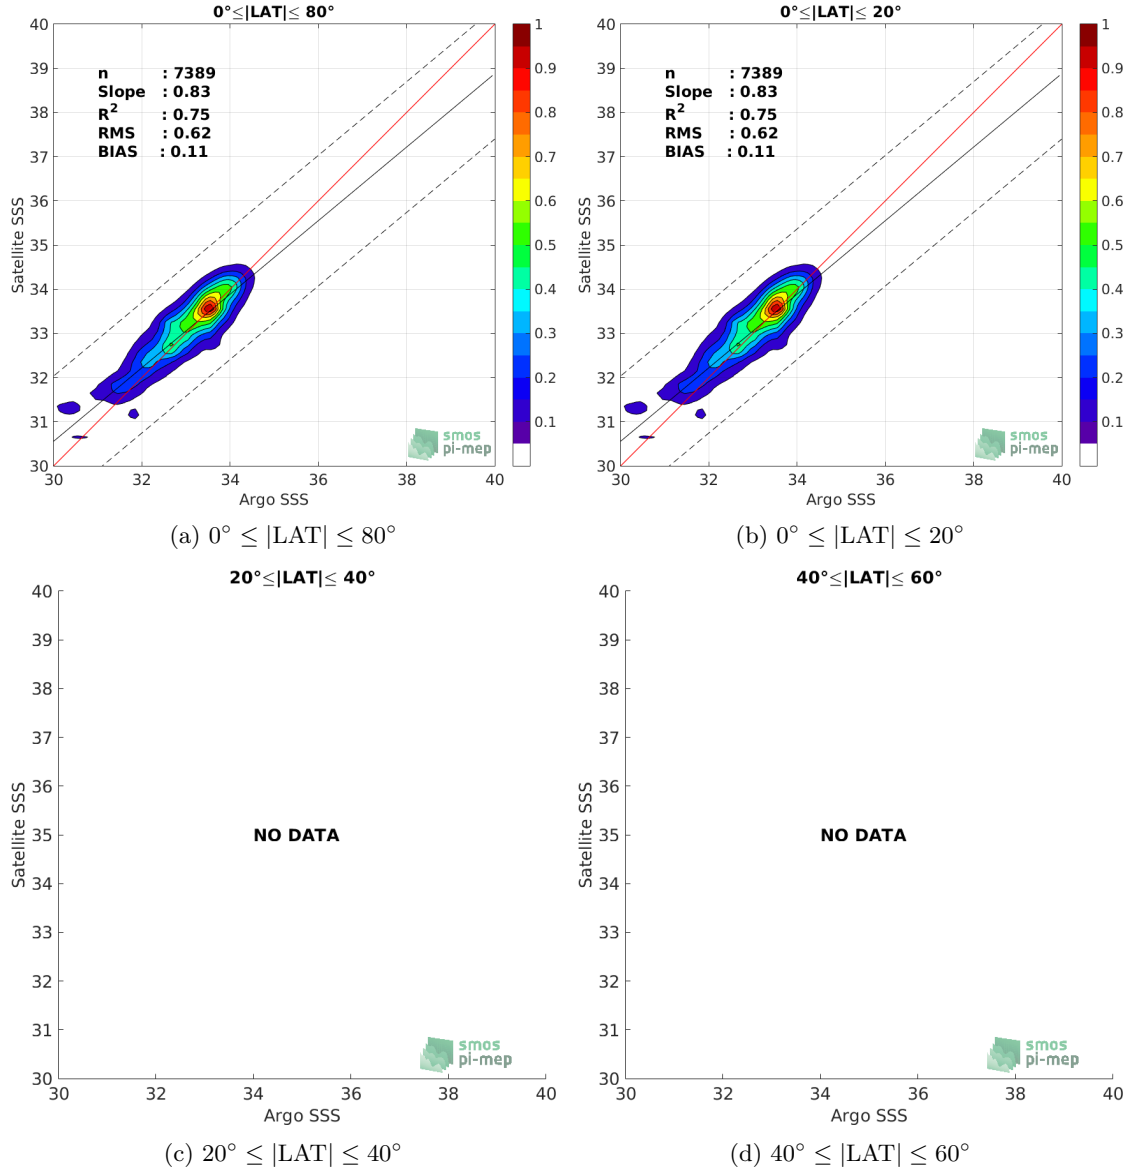 0°≤|LAT|≤ 80°
40
39
38
37
36
35
34
33
32
31
30
Satellite SSS
n : 7389
Slope : 0.83
R2 : 0.75
RMS : 0.62
BIAS : 0.11
smos
pi-mep
30 32 34 36 38 40
Argo SSS
1
0.9
0.8
0.7
0.6
0.5
0.4
0.3
0.2
0.1
(a) 0° ≤ |LAT| ≤ 80°
0°≤|LAT|≤ 20°
40
39
38
37
36
35
34
33
32
31
30
Satellite SSS
n : 7389
Slope : 0.83
R2 : 0.75
RMS : 0.62
BIAS : 0.11
smos
pi-mep
30 32 34 36 38 40
Argo SSS
1
0.9
0.8
0.7
0.6
0.5
0.4
0.3
0.2
0.1
(b) 0° ≤ |LAT| ≤ 20°
20°≤|LAT|≤ 40°
40
39
38
37
36
35
34
33
32
31
30
Satellite SSS
NO DATA
smos
pi-mep
30 32 34 36 38 40
Argo SSS
(c) 20° ≤ |LAT| ≤ 40°
40°≤|LAT|≤ 60°
40
39
38
37
36
35
34
33
32
31
30
Satellite SSS
NO DATA
smos
pi-mep
30 32 34 36 38 40
Argo SSS
(d) 40° ≤ |LAT| ≤ 60°